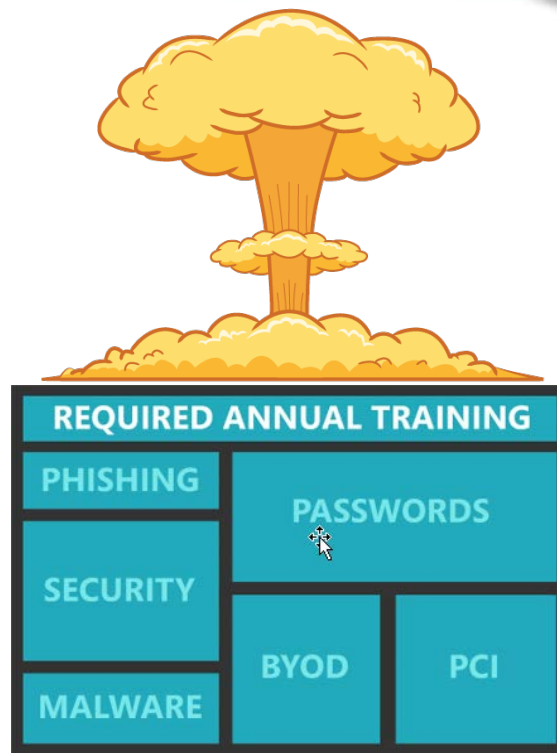 REQUIRED ANNUAL TRAINING
PHISHING
PASSWORDS
SECURITY
BYOD
PCI
MALWARE